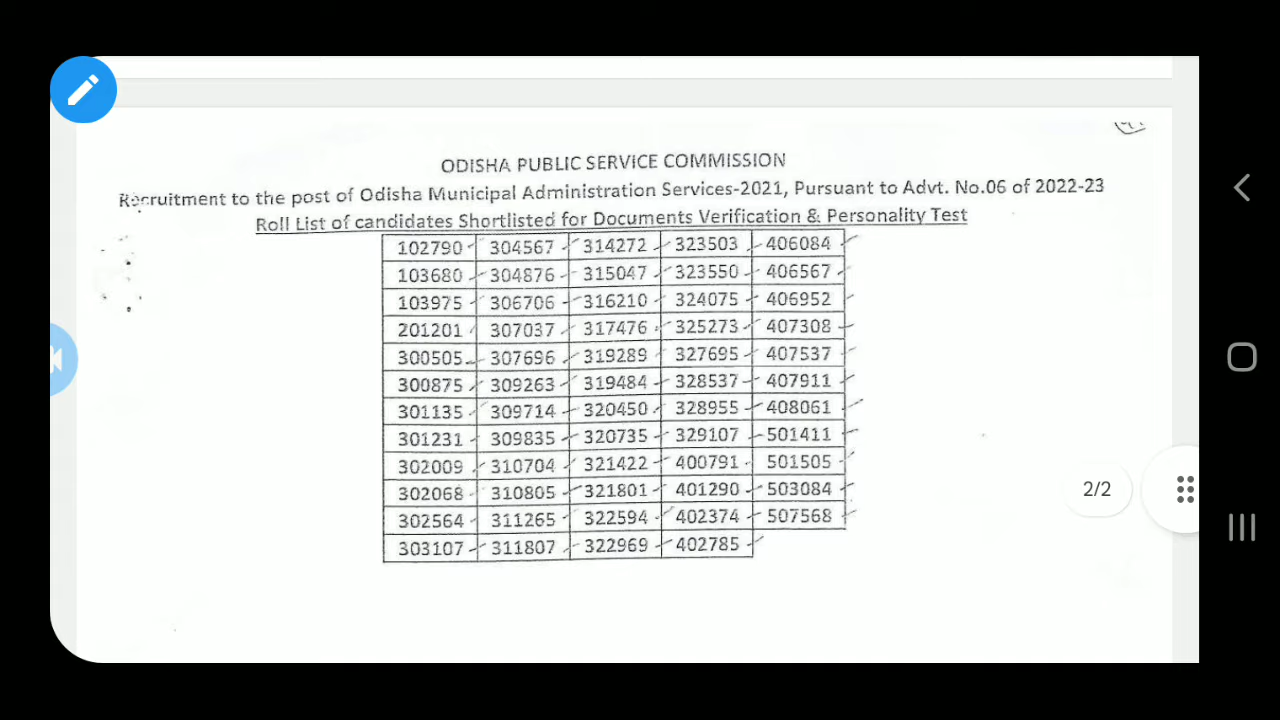 ODISHA PUBLIC SERVICE COMMISSION
Recruitment to the post of Odisha Municipal Administration Services-2021, Pursuant to Advt. No.06 of 2022-23
Roll List of candidates Shortlisted for Documents Verification & Personality Test
102790 304567 314272 323503 406084
103680 304876 315047 323550 406567
103975 306706 316210 324075 406952
201201 307037 317476 325273 407308
300505 307696 319289 327695 407537
300875 309263 319484 328537 407911
301135 309714 320450 328955 408061
301231 309835 320735 329107 501411
302009 310704 321422 400791 501505
302068 310805 321801 401290 503084
302564 311265 322594 402374 507568
303107 311807 322969 402785
2/2